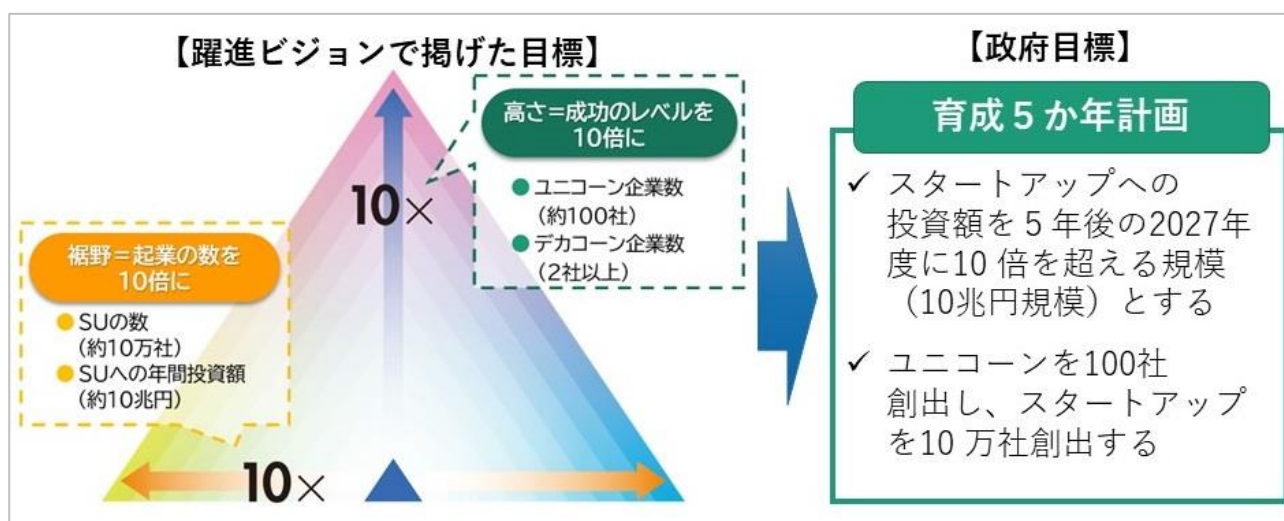 【躍進ビジョンで掲げた目標】
高さ=成功のレベルを
10倍に
● ユニコーン企業数
(約100社)
● デカコーン企業数
(2社以上)
10×
裾野=起業の数を
10倍に
● SUの数
(約10万社)
● SUへの年間投資額
(約10兆円)
10×
【政府目標】
育成５か年計画
✓ スタートアップへの
投資額を５年後の2027年
度に10 倍を超える規模
（10兆円規模）とする
✓ ユニコーンを100社
創出し、スタートアップ
を10 万社創出する